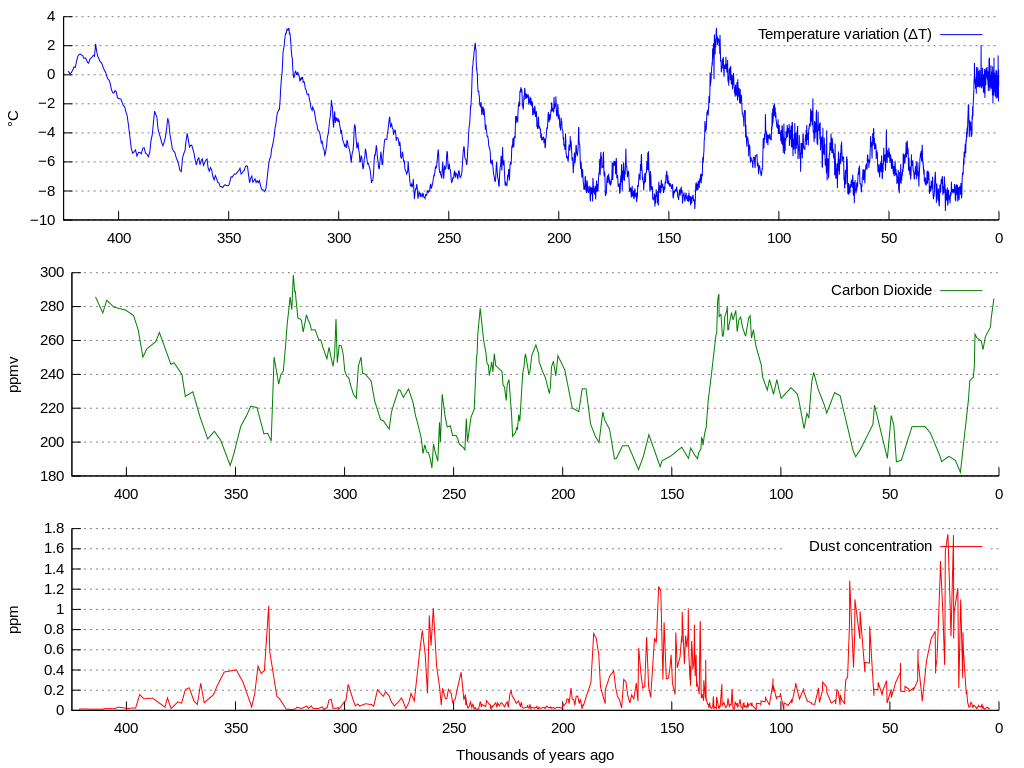 4
2
0
−2
−4
−6
−8
−10
°C
Temperature variation (ΔT)
400 350 300 250 200 150 100 50 0
300
280
260
240
220
200
180
ppmv
Carbon Dioxide
400 350 300 250 200 150 100 50 0
1.8
1.6
1.4
1.2
1
0.8
0.6
0.4
0.2
0
ppm
Dust concentration
400 350 300 250 200 150 100 50 0
Thousands of years ago